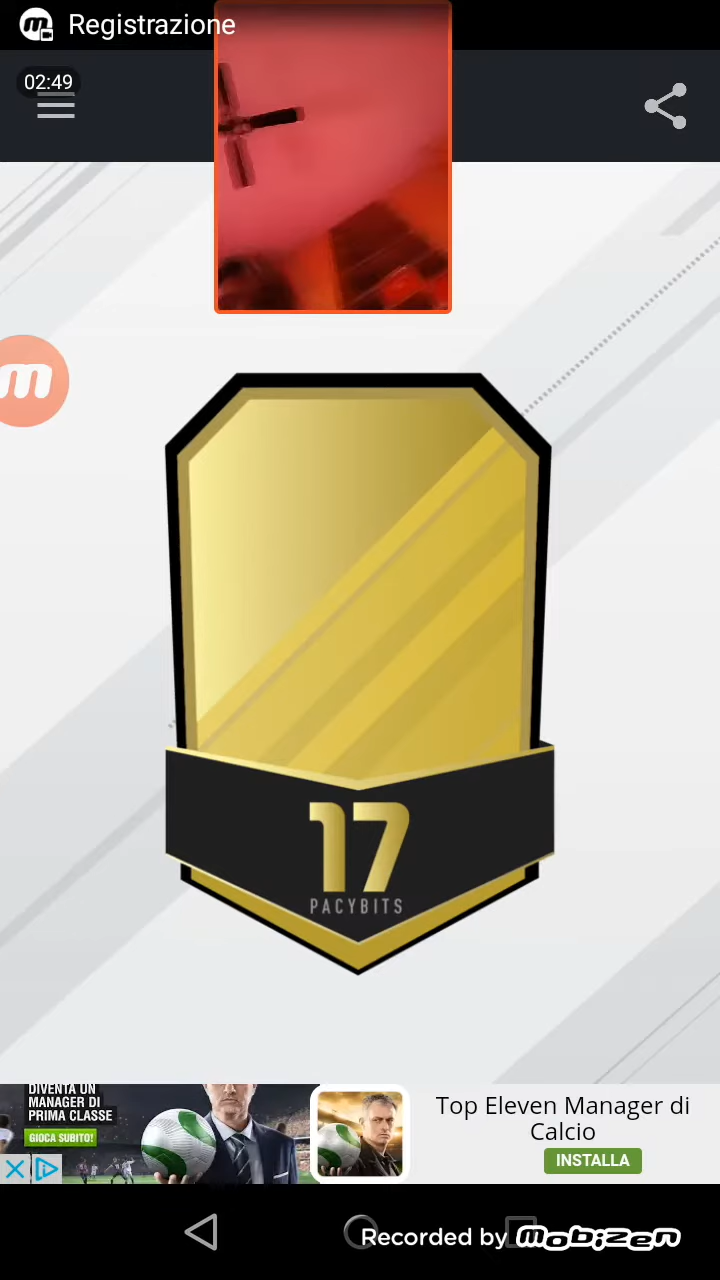 Registrazione
02:49
m
17
PACYBITS
DIVENTA UN
MANAGER DI
PRIMA CLASSE
GIOCA SUBITO!
Top Eleven Manager di
Calcio
INSTALLA
Recorded by mobizen